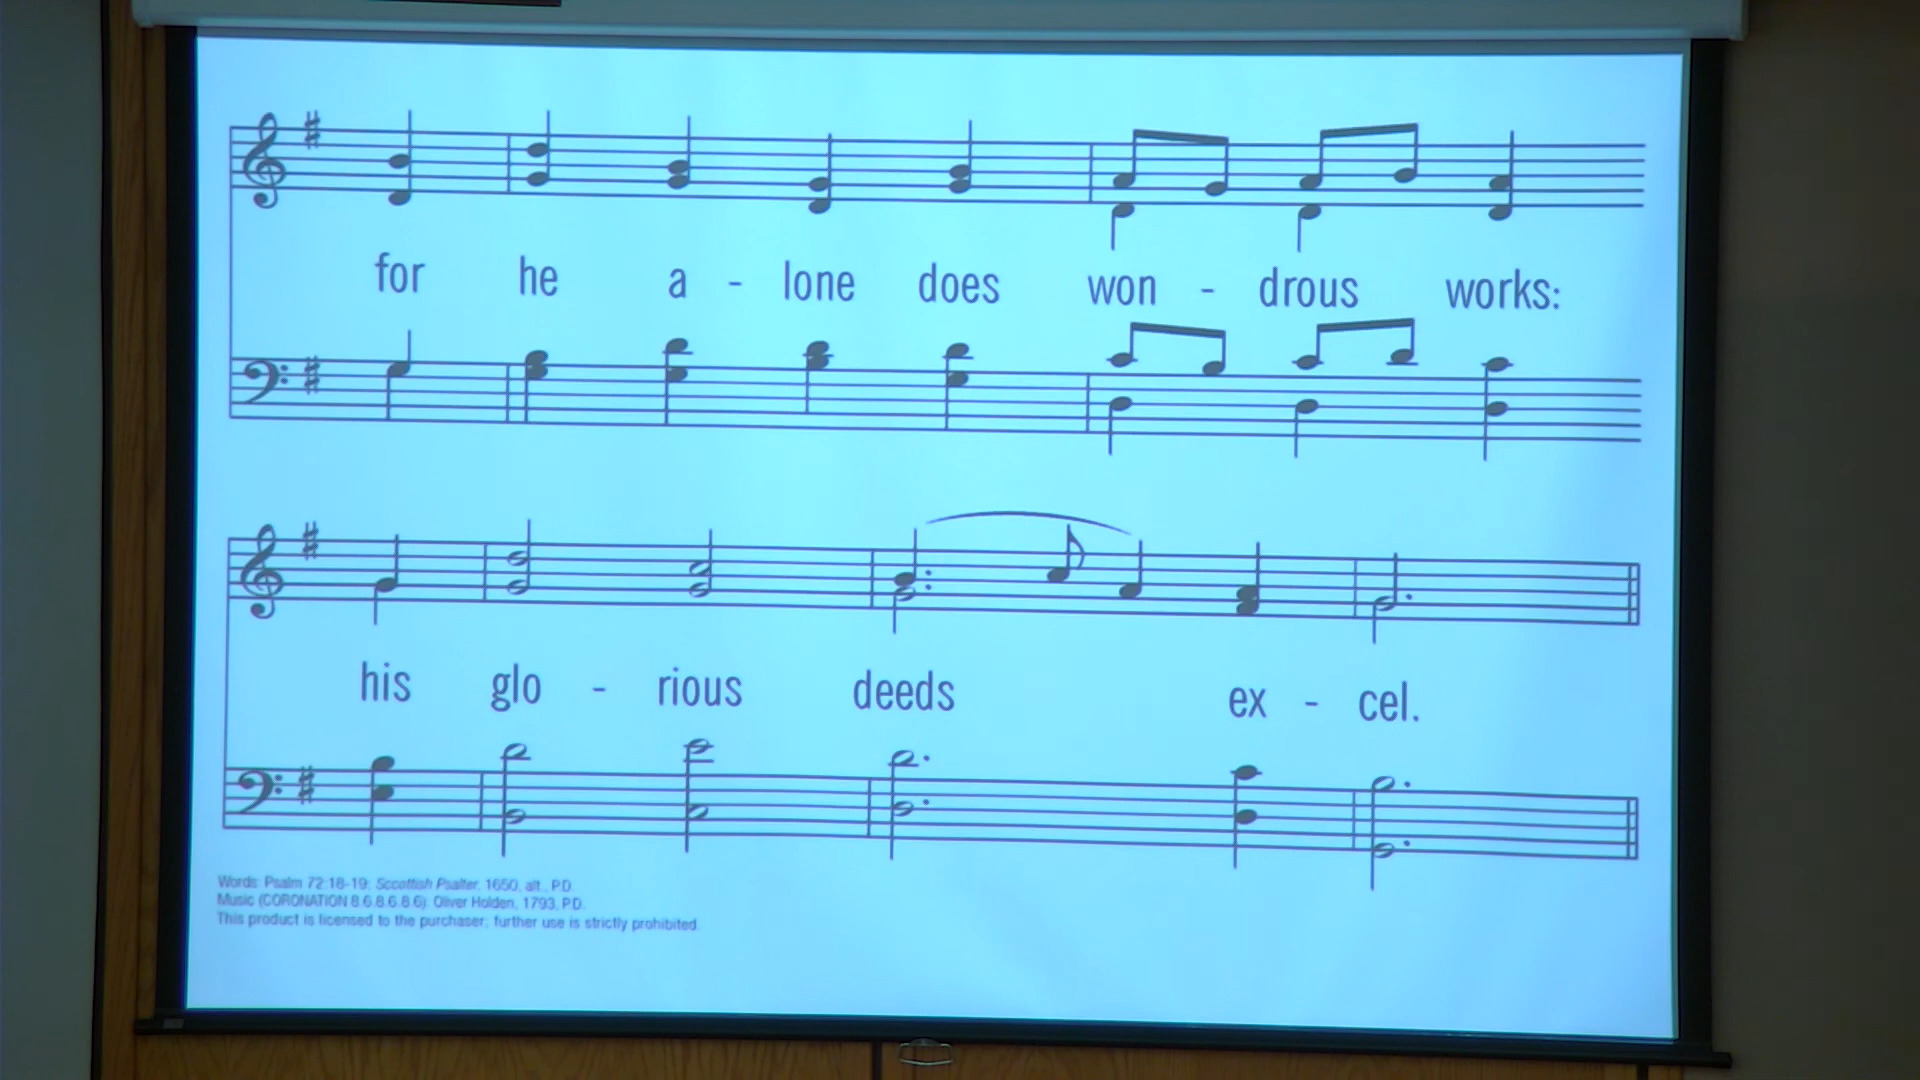 for he a - lone does won - drous works:
his glo - rious deeds ex - cel.
Words: Psalm 72:18-19; Sccottish Psalter, 1650, alt., P.D.
Music (CORONATION 8.6.8.6.8.6): Oliver Holden, 1793, P.D.
This product is licensed to the purchaser; further use is strictly prohibited.